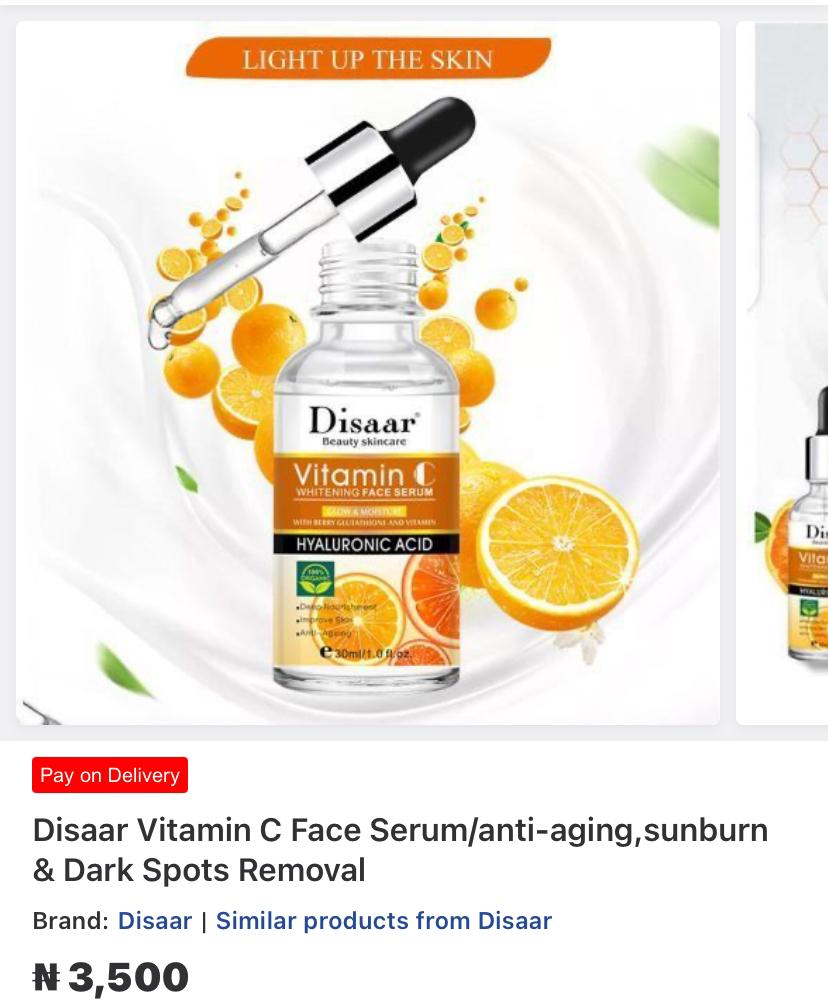 LIGHT UP THE SKIN
Disaar®
Beauty skincare
Vitamin C
WHITENING FACE SERUM
GLOW & MOISTURE
WITH BERRY GLUTATHIONE AND VITAMIN
HYALURONIC ACID
100%
ORGANIC
•Deep Nourishment
•Improve Skin
•Anti-Ageing
e 30ml/1.0 fl.oz.
Pay on Delivery
Disaar Vitamin C Face Serum/anti-aging,sunburn
& Dark Spots Removal
Brand: Disaar | Similar products from Disaar
₦ 3,500